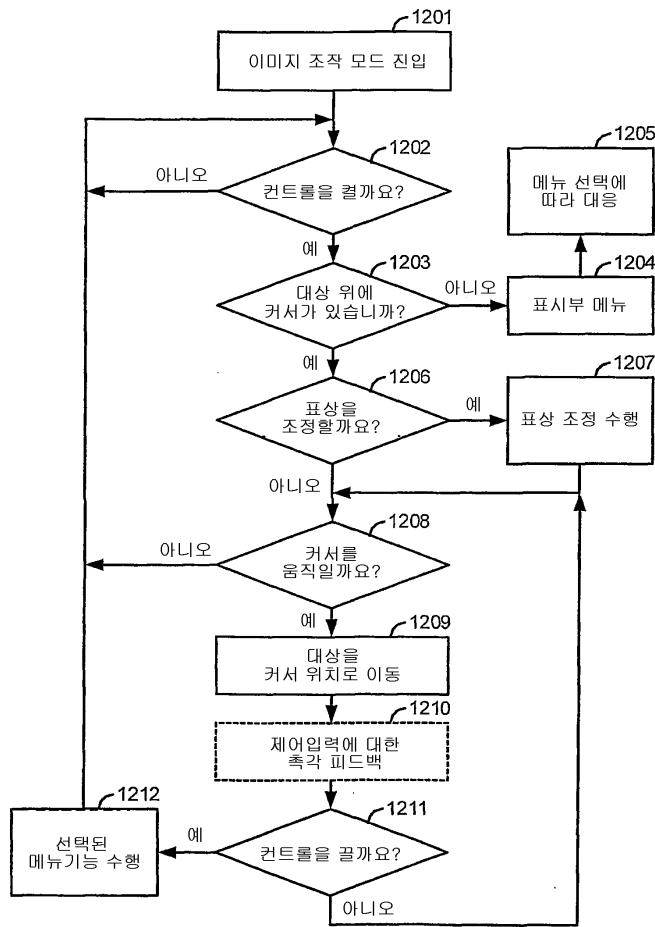 1201
이미지 조작 모드 진입
1202
아니오
컨트롤을 켤까요?
1205
메뉴 선택에
따라 대응
예
1203
대상 위에
커서가 있습니까?
아니오
1204
표시부 메뉴
예
1206
표상을
조정할까요?
예
1207
표상 조정 수행
아니오
1208
아니오
커서를
움직일까요?
예
1209
대상을
커서 위치로 이동
1210
제어입력에 대한
촉각 피드백
1211
컨트롤을 끌까요?
예
1212
선택된
메뉴기능 수행
아니오